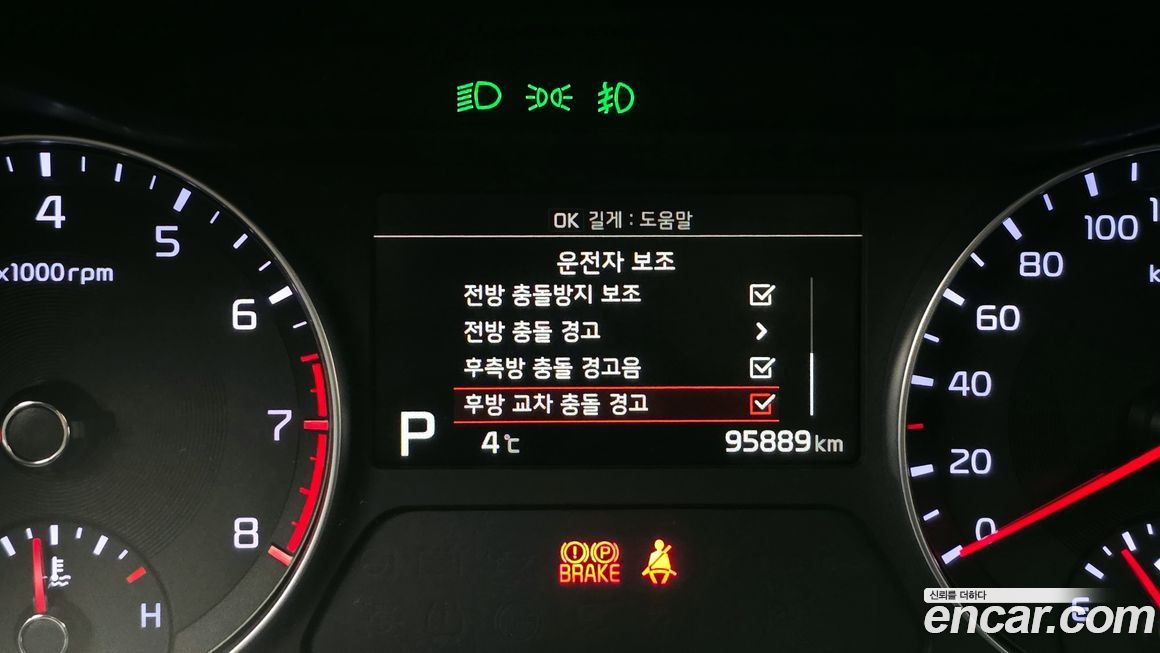 OK 길게 : 도움말
운전자 보조
전방 충돌방지 보조
전방 충돌 경고
후측방 충돌 경고음
후방 교차 충돌 경고
P
4℃
95889km
4
5
x1000rpm
6
7
8
H
100
80
60
40
20
0
E
BRAKE
신뢰를 더하다
encar.com